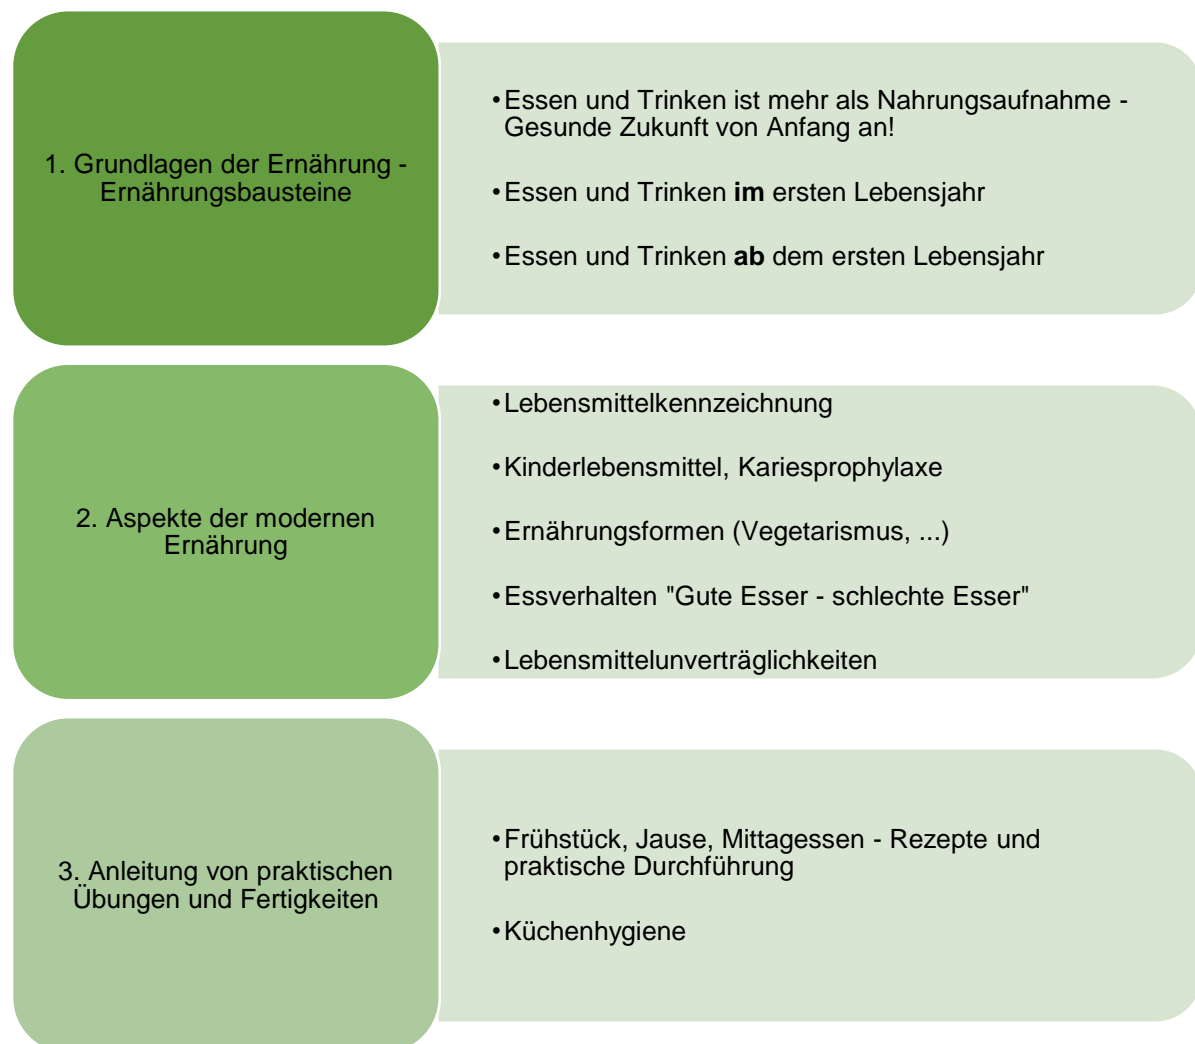 1. Grundlagen der Ernährung -
Ernährungsbausteine
•Essen und Trinken ist mehr als Nahrungsaufnahme -
Gesunde Zukunft von Anfang an!
•Essen und Trinken im ersten Lebensjahr
•Essen und Trinken ab dem ersten Lebensjahr
2. Aspekte der modernen
Ernährung
•Lebensmittelkennzeichnung
•Kinderlebensmittel, Kariesprophylaxe
•Ernährungsformen (Vegetarismus, ...)
•Essverhalten "Gute Esser - schlechte Esser"
•Lebensmittelunverträglichkeiten
3. Anleitung von praktischen
Übungen und Fertigkeiten
•Frühstück, Jause, Mittagessen - Rezepte und
praktische Durchführung
•Küchenhygiene